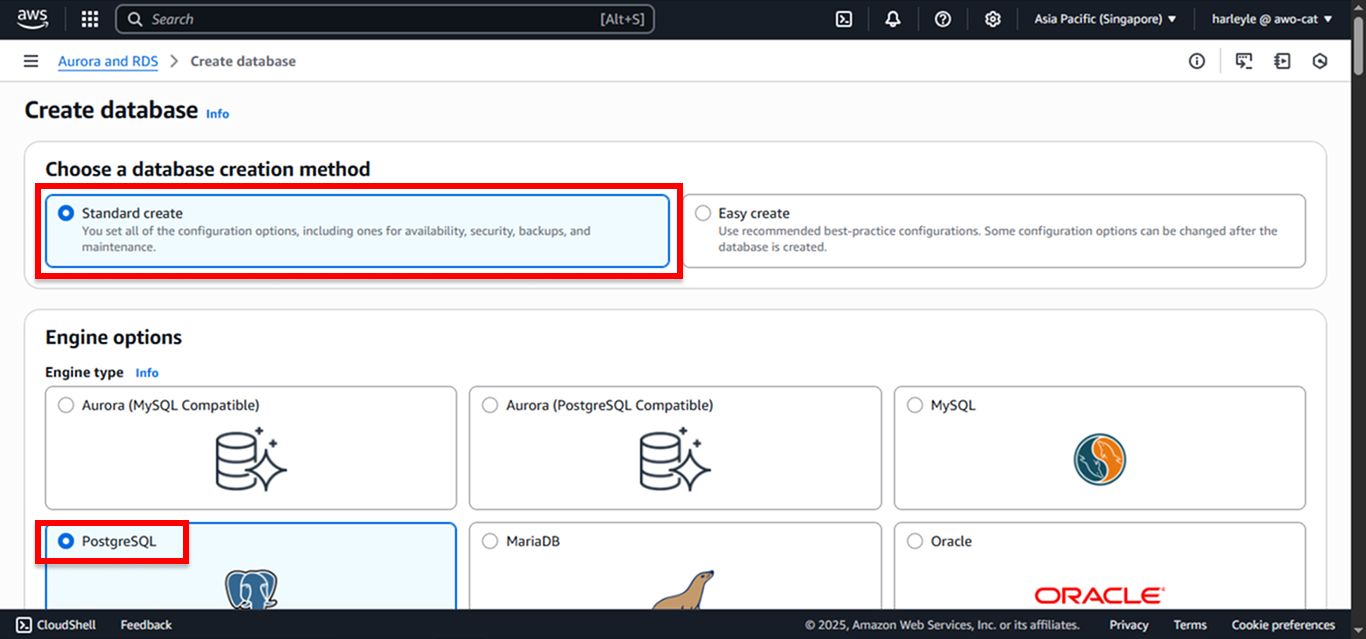 aws
Search [Alt+S]
Asia Pacific (Singapore)
harleyle @ awo-cat
Aurora and RDS > Create database
Create database Info
Choose a database creation method
Standard create
You set all of the configuration options, including ones for availability, security, backups, and
maintenance.
Easy create
Use recommended best-practice configurations. Some configuration options can be changed after the
database is created.
Engine options
Engine type Info
Aurora (MySQL Compatible)
Aurora (PostgreSQL Compatible)
MySQL
PostgreSQL
MariaDB
Oracle
ORACLE
CloudShell
Feedback
© 2025, Amazon Web Services, Inc. or its affiliates.
Privacy
Terms
Cookie preferences